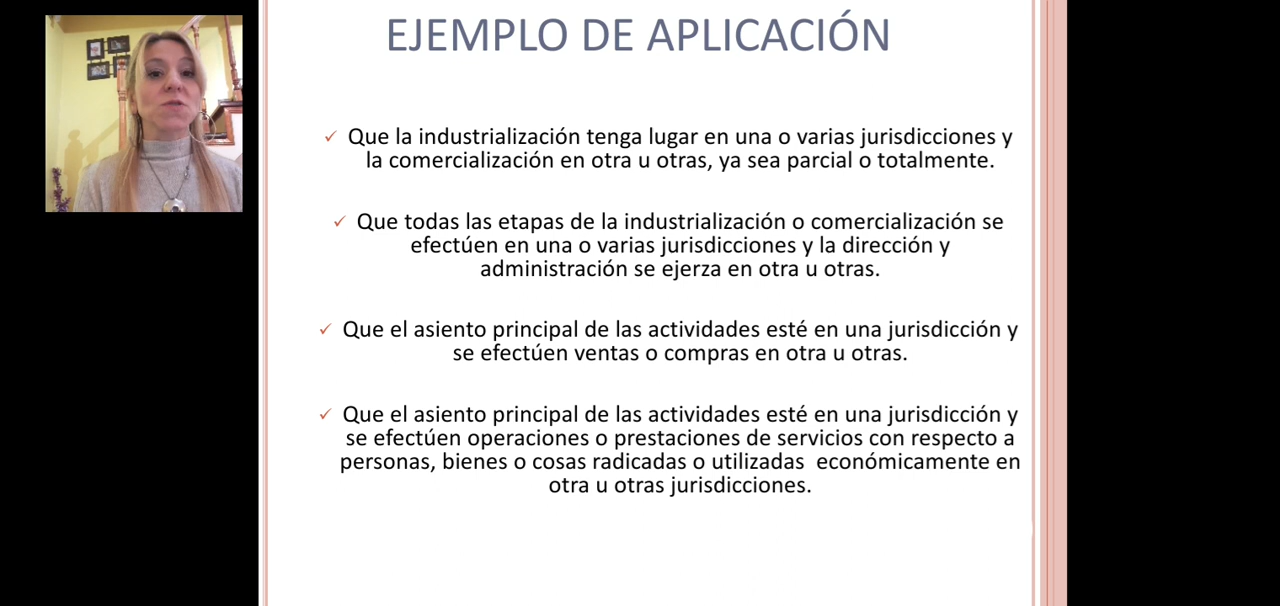 EJEMPLO DE APLICACIÓN
✓ Que la industrialización tenga lugar en una o varias jurisdicciones y
la comercialización en otra u otras, ya sea parcial o totalmente.
✓ Que todas las etapas de la industrialización o comercialización se
efectúen en una o varias jurisdicciones y la dirección y
administración se ejerza en otra u otras.
✓ Que el asiento principal de las actividades esté en una jurisdicción y
se efectúen ventas o compras en otra u otras.
✓ Que el asiento principal de las actividades esté en una jurisdicción y
se efectúen operaciones o prestaciones de servicios con respecto a
personas, bienes o cosas radicadas o utilizadas económicamente en
otra u otras jurisdicciones.